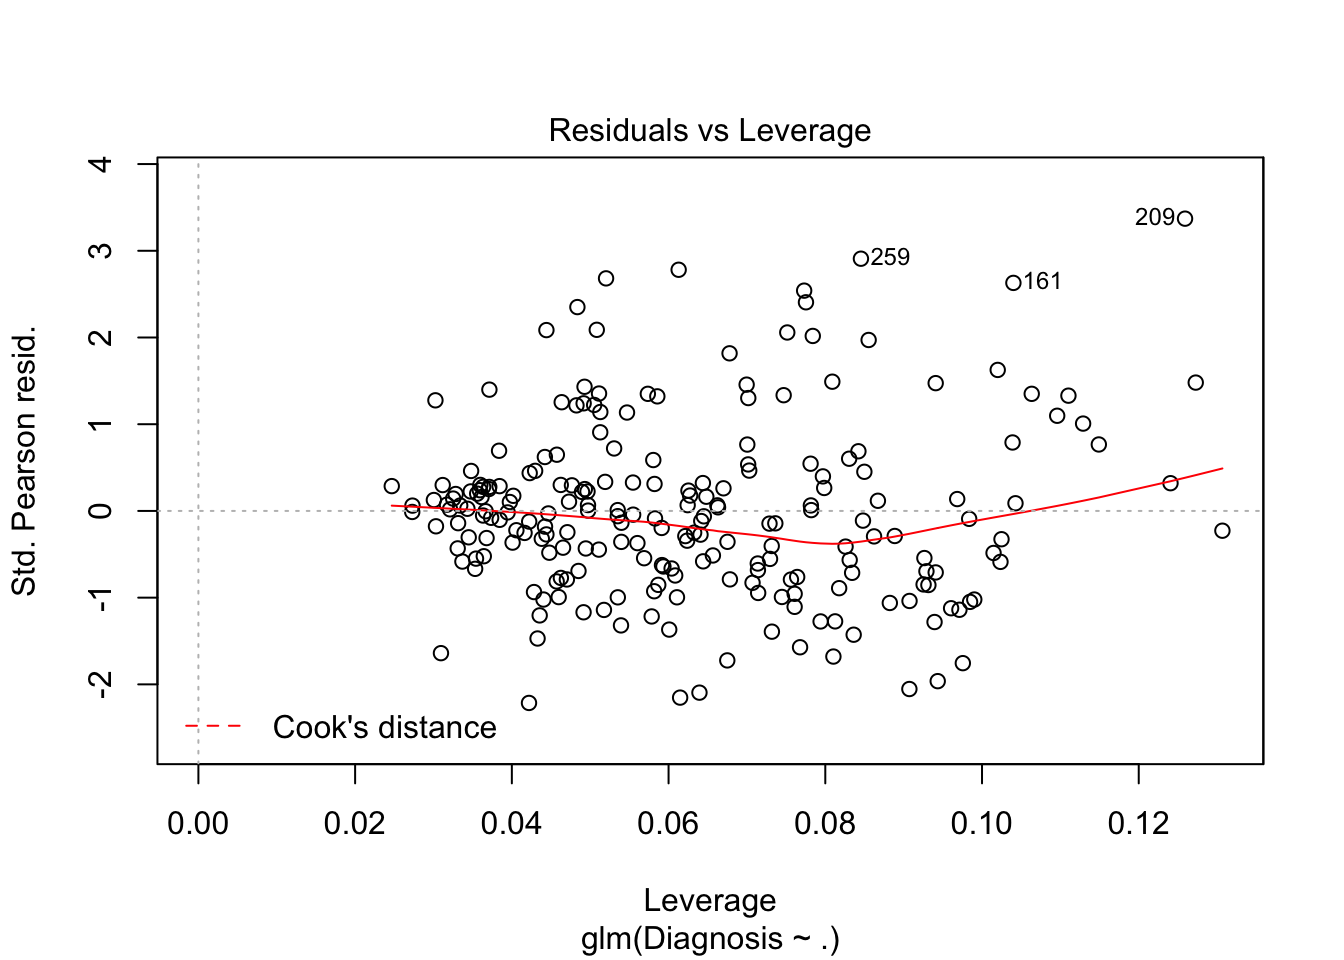 Residuals vs Leverage
Std. Pearson resid.
4
3
2
1
0
-1
-2
209
259
161
Cook's distance
0.00 0.02 0.04 0.06 0.08 0.10 0.12
Leverage
glm(Diagnosis ~ .)